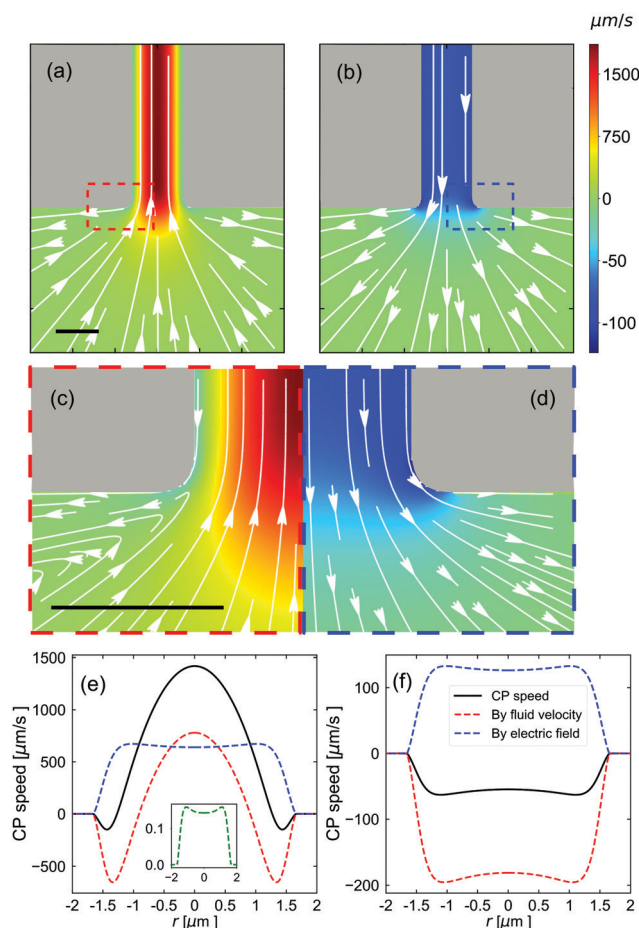 μm/s
(a)
(b)
1500
750
0
-50
-100
(c)
(d)
(e)
CP speed [μm/s]
1500
1000
500
0
-500
0.1
0.0
-2
0
2
-2
-1.5
-1
-0.5
0
0.5
1
1.5
2
r [μm]
(f)
CP speed [μm/s]
100
0
-100
-200
CP speed
By fluid velocity
By electric field
-2
-1.5
-1
-0.5
0
0.5
1
1.5
2
r [μm]